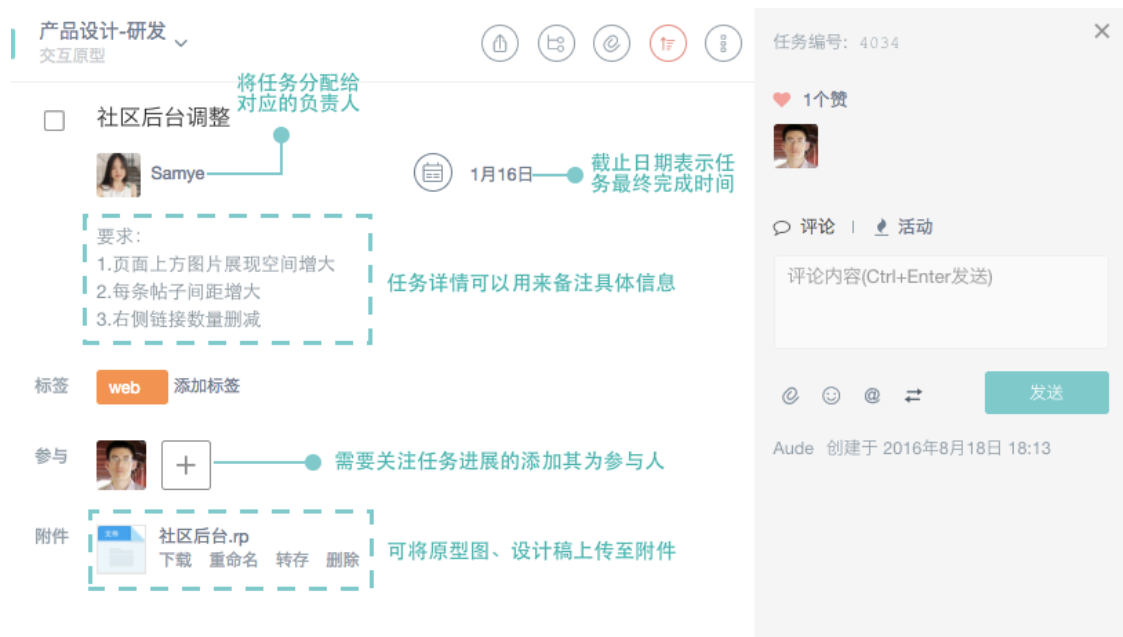 产品设计-研发
交互原型
将任务分配给
对应的负责人
社区后台调整
Samye
1月16日
截止日期表示任
务最终完成时间
要求：
1.页面上方图片展现空间增大
2.每条帖子间距增大
3.右侧链接数量删减
任务详情可以用来备注具体信息
标签
web
添加标签
参与
需要关注任务进展的添加其为参与人
附件
文件
社区后台.rp
下载 重命名 转存 删除
可将原型图、设计稿上传至附件
任务编号：4034
1个赞
评论 | 活动
评论内容(Ctrl+Enter发送)
@
发送
Aude 创建于 2016年8月18日 18:13